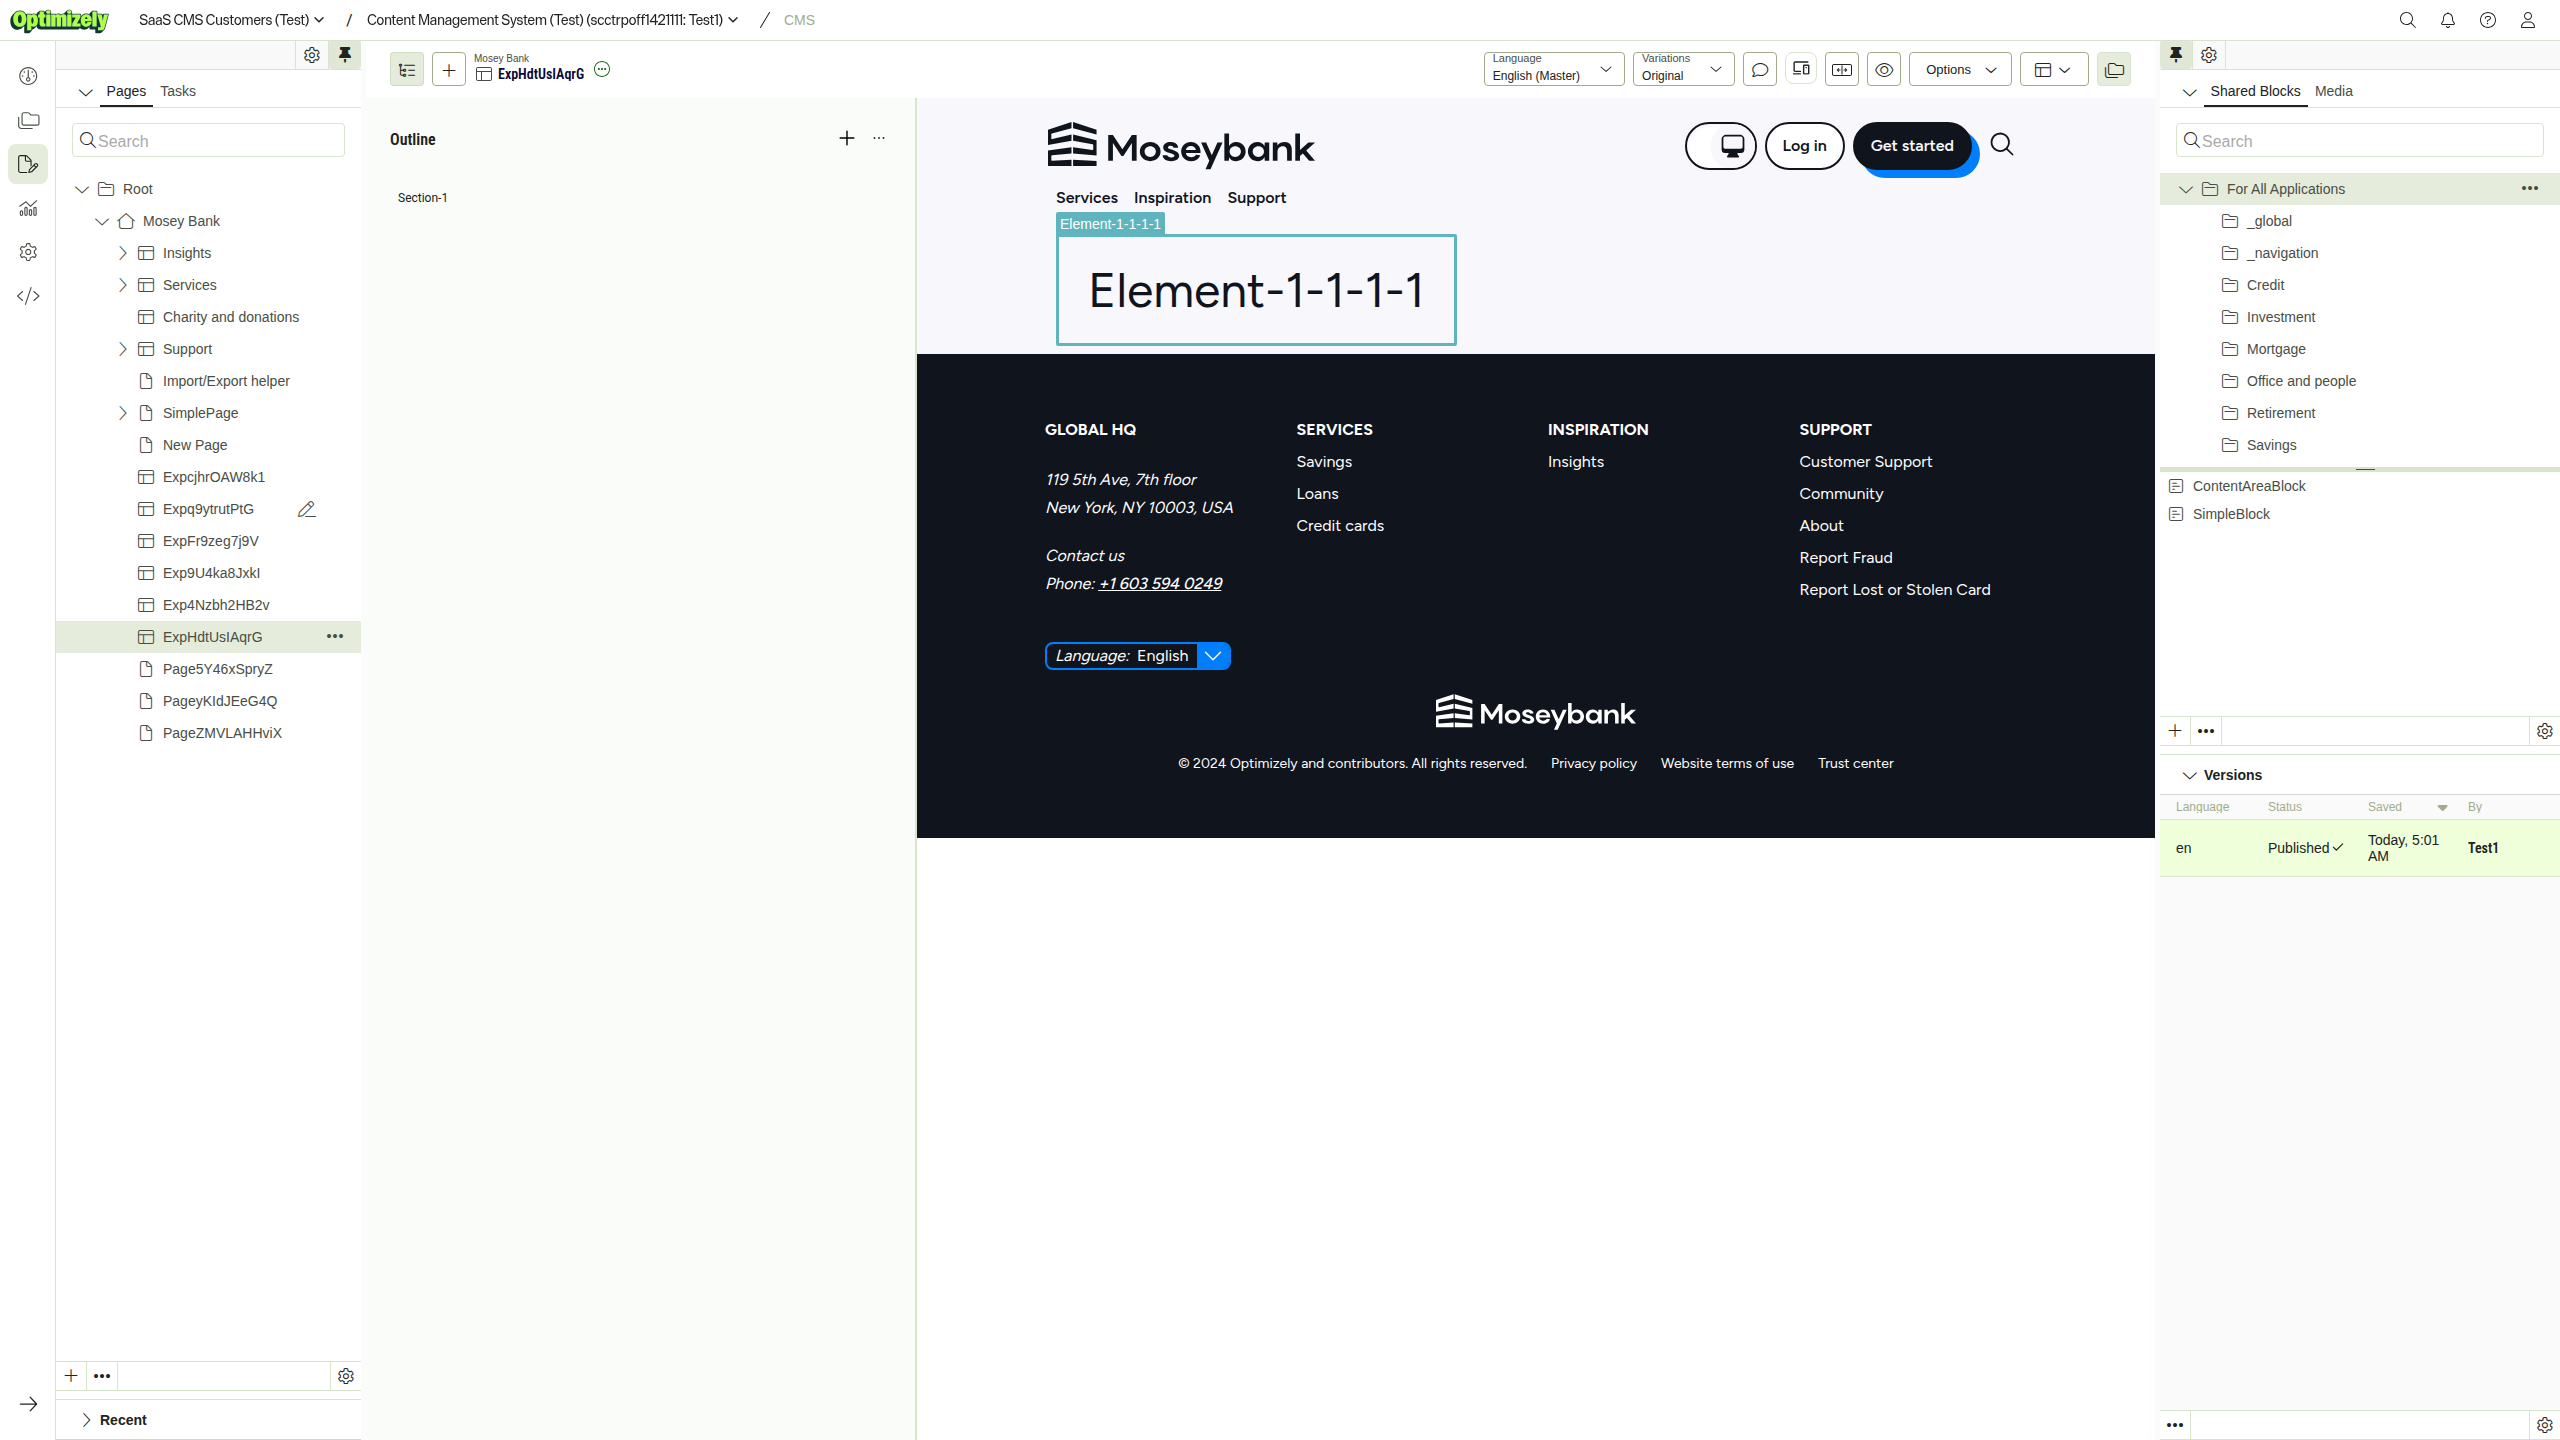 Optimizely
SaaS CMS Customers (Test) / Content Management System (Test) (scctrpoff1421111: Test1) / CMS
Pages Tasks
Search
Root
Mosey Bank
Insights
Services
Charity and donations
Support
Import/Export helper
SimplePage
New Page
ExpcjhrOAW8k1
Expq9ytrutPtG
ExpFr9zeg7j9V
Exp9U4ka8JxkI
Exp4Nzbh2HB2v
ExpHdtUsIAqrG
Page5Y46xSpryZ
PageyKIdJEeG4Q
PageZMVLAHHviX
Recent
Mosey Bank
ExpHdtUsIAqrG
Language
English (Master)
Variations
Original
Options
Outline
Section-1
Moseybank
Log in
Get started
Services Inspiration Support
Element-1-1-1-1
Element-1-1-1-1
GLOBAL HQ
119 5th Ave, 7th floor
New York, NY 10003, USA
Contact us
Phone: +1 603 594 0249
SERVICES
Savings
Loans
Credit cards
INSPIRATION
Insights
SUPPORT
Customer Support
Community
About
Report Fraud
Report Lost or Stolen Card
Language: English
Moseybank
© 2024 Optimizely and contributors. All rights reserved. Privacy policy Website terms of use Trust center
Shared Blocks Media
Search
For All Applications
_global
_navigation
Credit
Investment
Mortgage
Office and people
Retirement
Savings
ContentAreaBlock
SimpleBlock
Versions
Language Status Saved By
en Published Today, 5:01 AM Test1